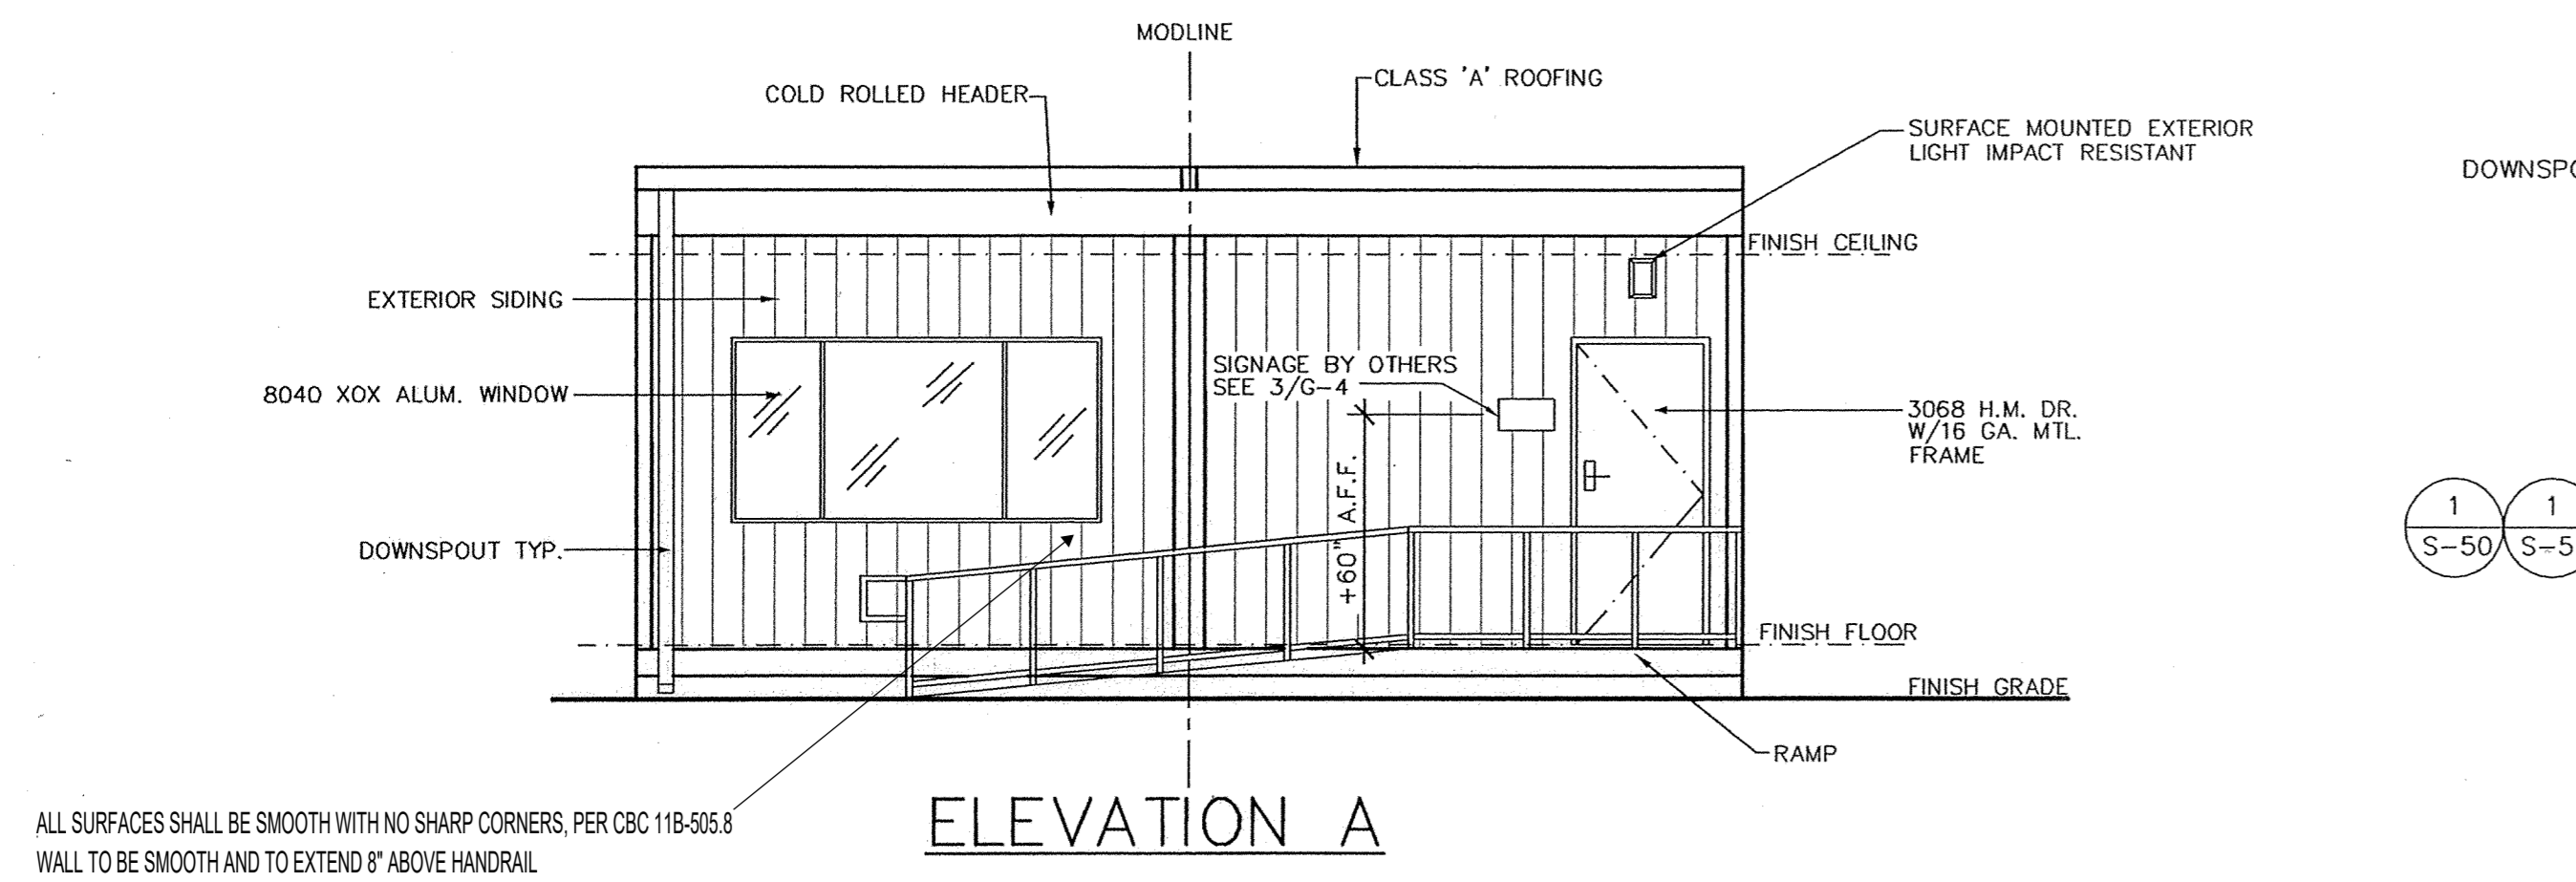 MODLINE
COLD ROLLED HEADER
CLASS 'A' ROOFING
SURFACE MOUNTED EXTERIOR
LIGHT IMPACT RESISTANT
FINISH CEILING
EXTERIOR SIDING
8040 XOX ALUM. WINDOW
SIGNAGE BY OTHERS
SEE 3/G-4
3068 H.M. DR.
W/16 GA. MTL.
FRAME
+60" A.F.F.
DOWNSPOUT TYP.
FINISH FLOOR
FINISH GRADE
RAMP
ALL SURFACES SHALL BE SMOOTH WITH NO SHARP CORNERS, PER CBC 11B-505.8
WALL TO BE SMOOTH AND TO EXTEND 8" ABOVE HANDRAIL
ELEVATION A
DOWNSPO
1
S-50
1
S-5